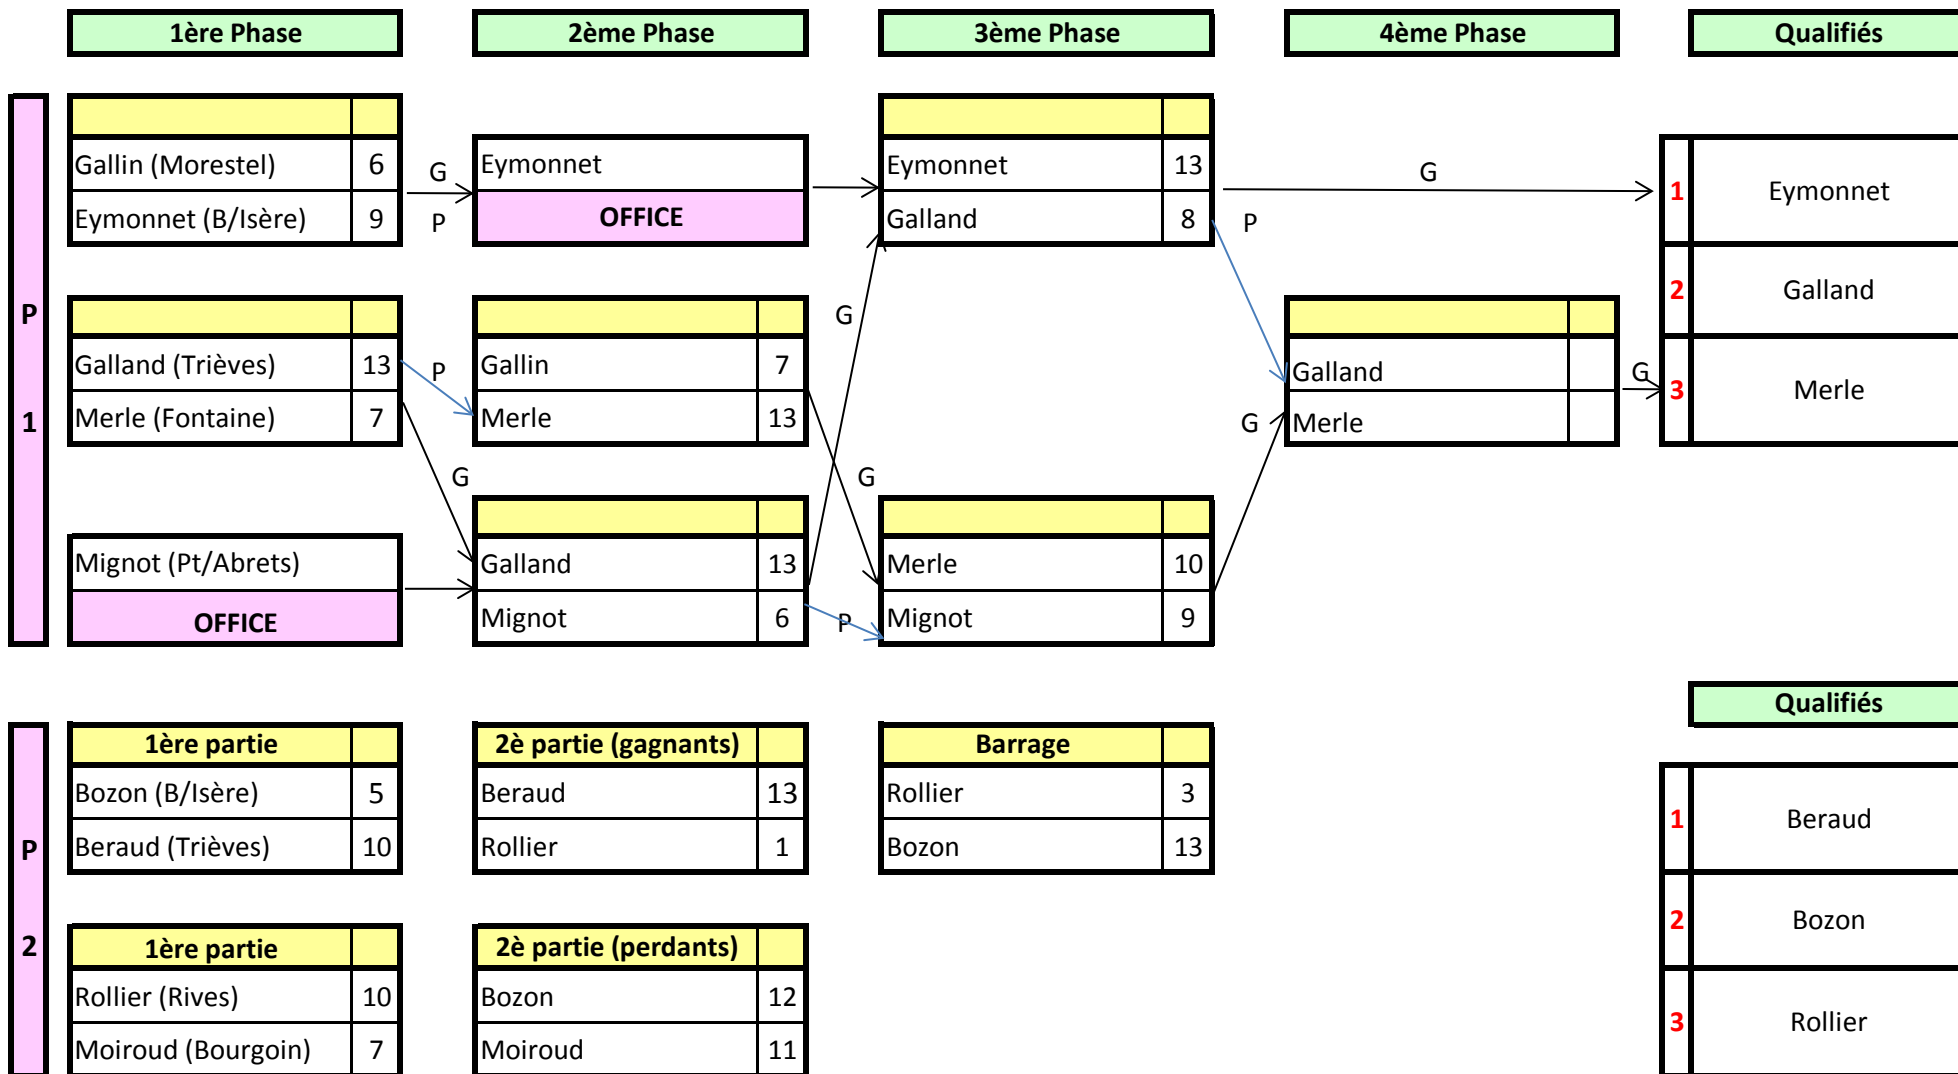 1ère Phase 2ème Phase 3ème Phase 4ème Phase Qualifiés
P 1
Gallin (Morestel) 6
Eymonnet (B/Isère) 9
G
P
Eymonnet
OFFICE
Eymonnet 13
Galland 8
G
P
1 Eymonnet
2 Galland
3 Merle
Galland (Trièves) 13
Merle (Fontaine) 7
P
G
Gallin 7
Merle 13
G
G
Galland
Merle
G
G
Mignot (Pt/Abrets)
OFFICE
Galland 13
Mignot 6
P
Merle 10
Mignot 9
Qualifiés
P 2
1ère partie
Bozon (B/Isère) 5
Beraud (Trièves) 10
2è partie (gagnants)
Beraud 13
Rollier 1
Barrage
Rollier 3
Bozon 13
1 Beraud
2 Bozon
3 Rollier
1ère partie
Rollier (Rives) 10
Moiroud (Bourgoin) 7
2è partie (perdants)
Bozon 12
Moiroud 11